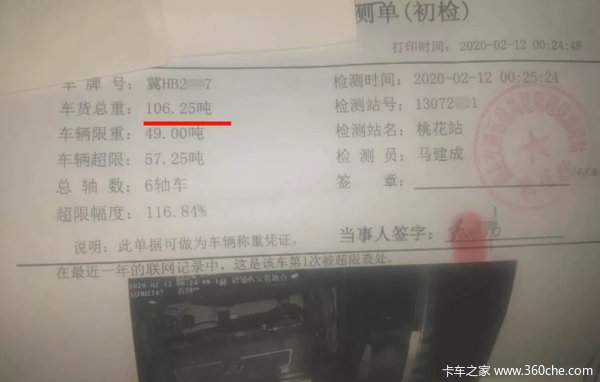 测单(初检)
打印时间：2020-02-12 00:24:48
车牌号：冀HB2 7
检测时间：2020-02-12 00:25:24
车货总重：106.25吨
检测站号：13072 1
车辆限重：49.00吨
检测站名：桃花站
车辆超限：57.25吨
检测员：马建成
总轴数：6轴车
签章：
超限幅度：116.84%
说明：此单据可做为车辆称重凭证。
当事人签字：
在最近一年的联网记录中，这是该车第1次被超限查处。
卡车之家 www.360che.com